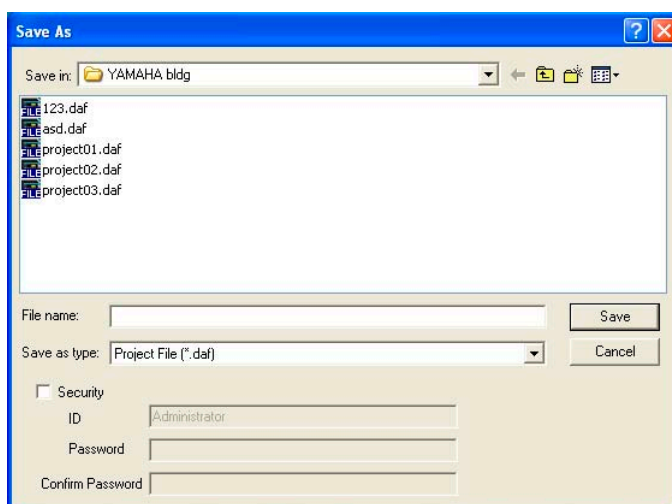 Save As
Save in: YAMAHA bldg
123.daf
asd.daf
project01.daf
project02.daf
project03.daf
File name:
Save
Save as type: Project File (*.daf)
Cancel
Security
ID Administrator
Password
Confirm Password